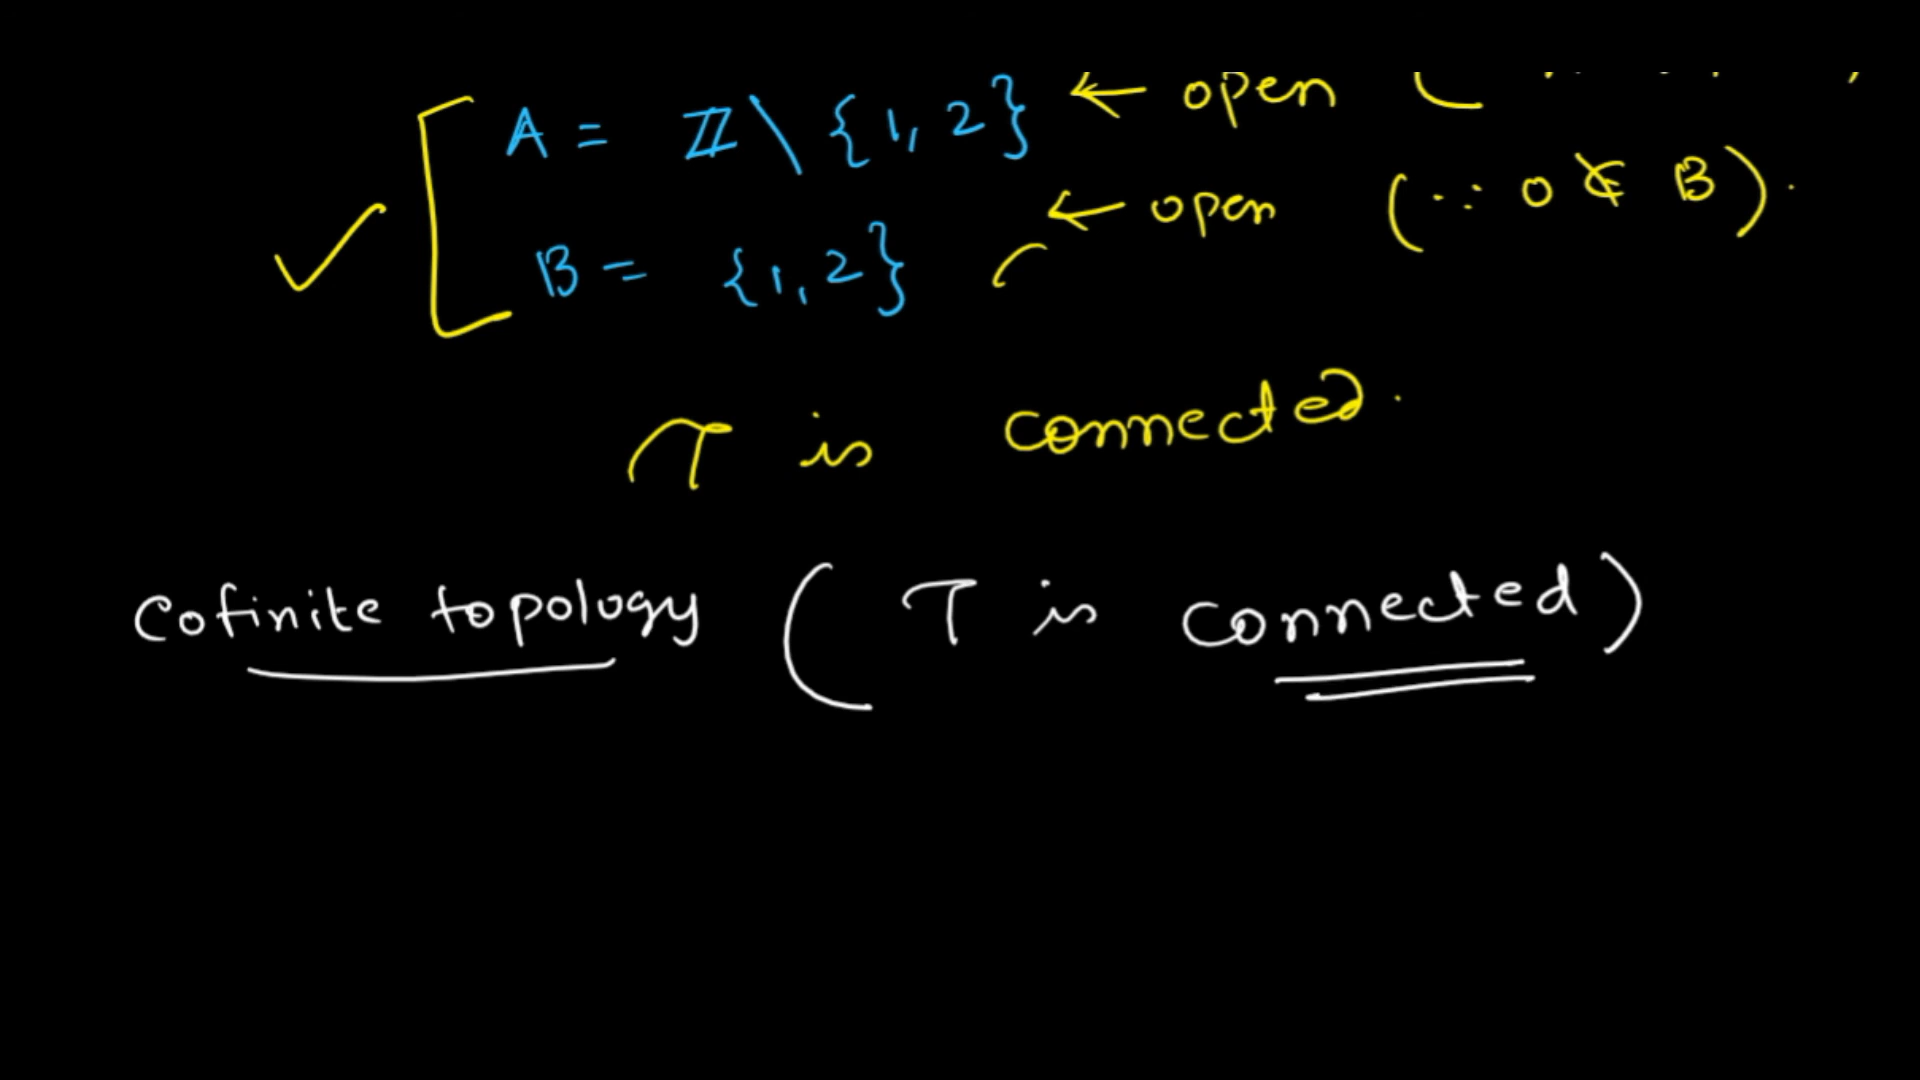 A = ℤ \ {1, 2} ← open (
B = {1, 2} ← open (∵ 0 ∉ B).
τ is connected.
Cofinite topology (τ is connected)